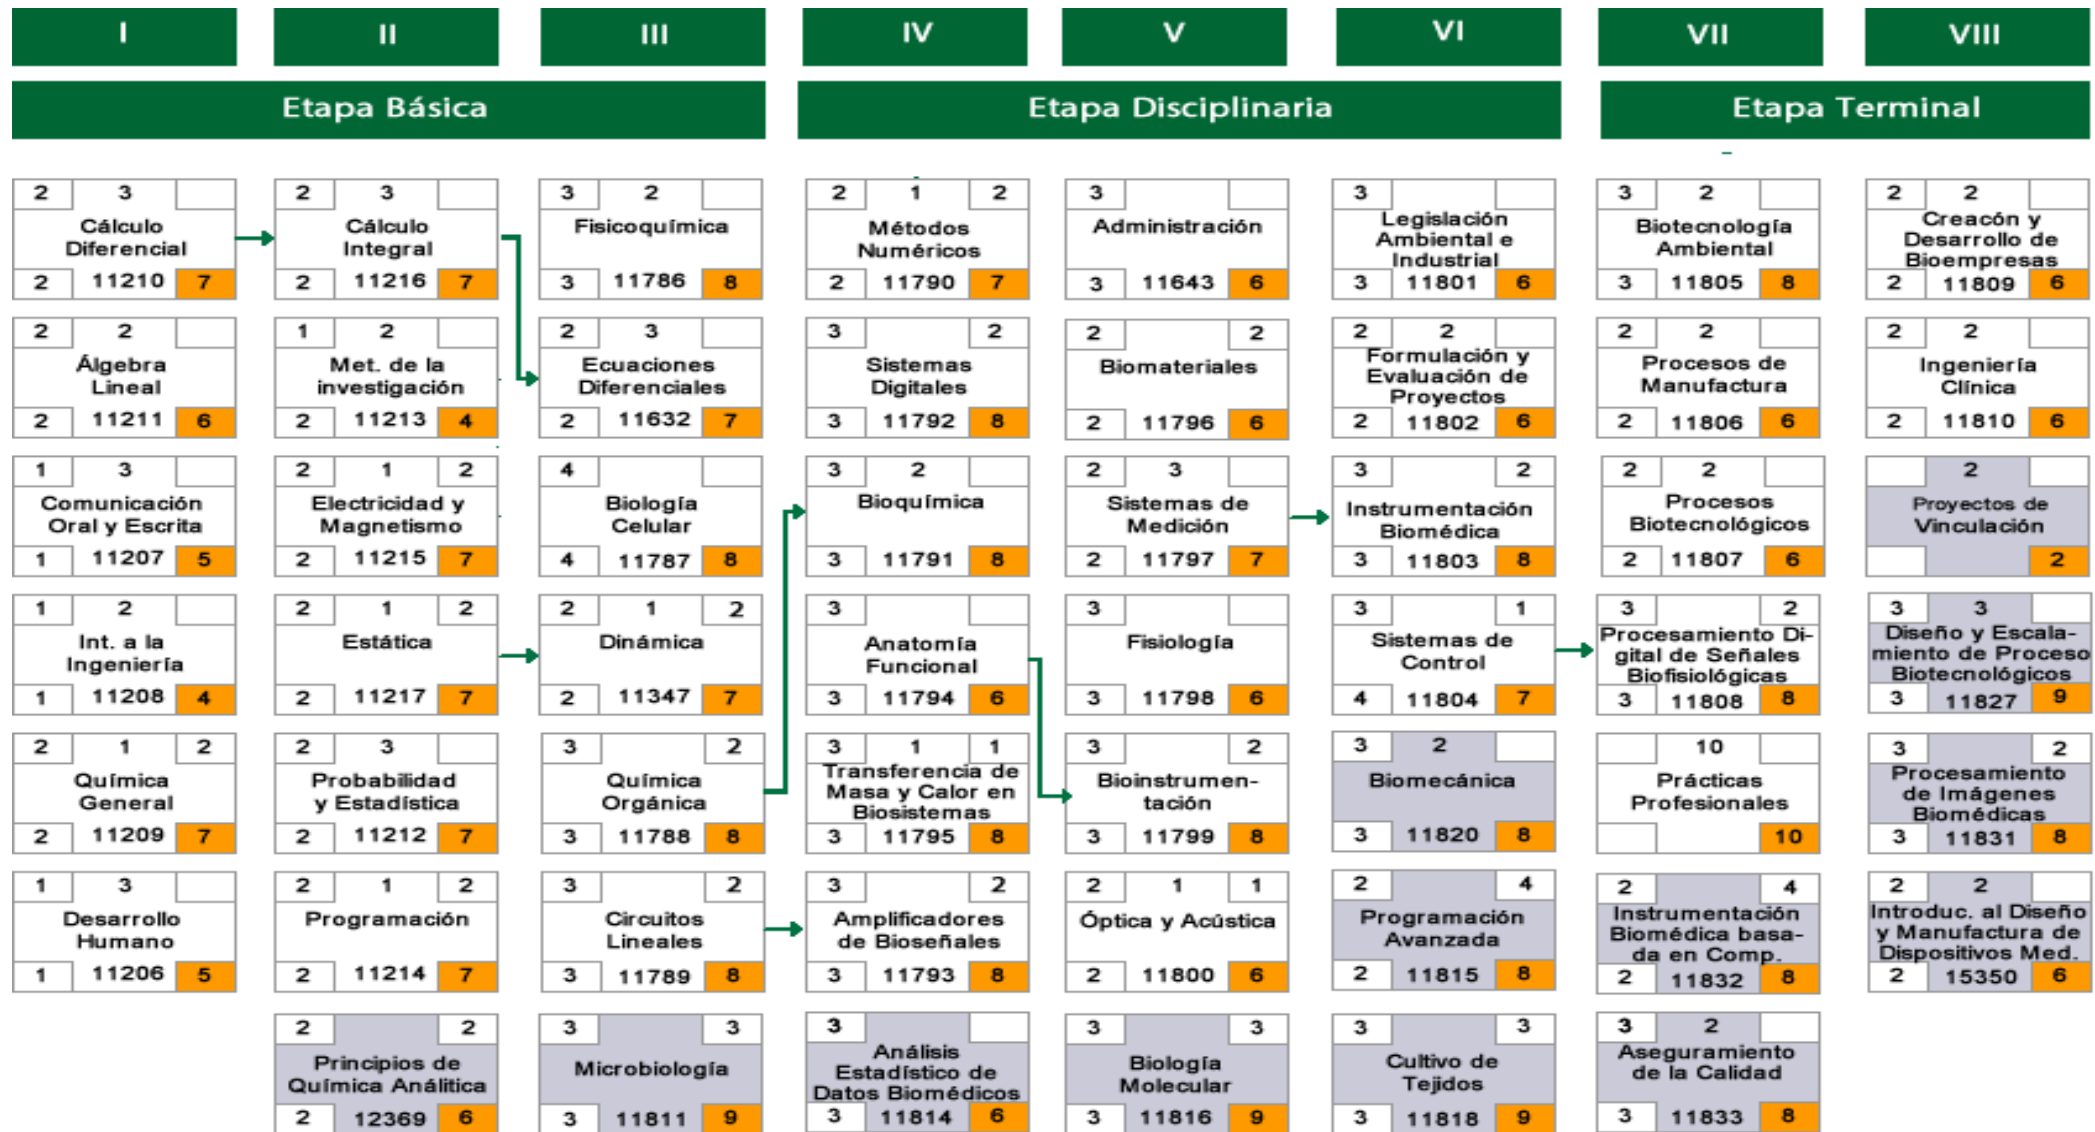 I II III IV V VI VII VIII
Etapa Básica Etapa Disciplinaria Etapa Terminal
2 3
Cálculo
Diferencial
2 11210 7
2 2
Álgebra
Lineal
2 11211 6
1 3
Comunicación
Oral y Escrita
1 11207 5
1 2
Int. a la
Ingeniería
1 11208 4
2 1 2
Química
General
2 11209 7
1 3
Desarrollo
Humano
1 11206 5
2 3
Cálculo
Integral
2 11216 7
1 2
Met. de la
investigación
2 11213 4
2 1 2
Electricidad y
Magnetismo
2 11215 7
2 1 2
Estática
2 11217 7
2 3
Probabilidad
y Estadística
2 11212 7
2 1 2
Programación
2 11214 7
2 2
Principios de
Química Análitica
2 12369 6
3 2
Fisicoquímica
3 11786 8
2 3
Ecuaciones
Diferenciales
2 11632 7
4
Biología
Celular
4 11787 8
2 1 2
Dinámica
2 11347 7
3 2
Química
Orgánica
3 11788 8
3 2
Circuitos
Lineales
3 11789 8
3 3
Microbiología
3 11811 9
2 1 2
Métodos
Numéricos
2 11790 7
3 2
Sistemas
Digitales
3 11792 8
3 2
Bioquímica
3 11791 8
3
Anatomía
Funcional
3 11794 6
3 1 1
Transferencia de
Masa y Calor en
Biosistemas
3 11795 8
3 2
Amplificadores
de Bioseñales
3 11793 8
3
Análisis
Estadístico de
Datos Biomédicos
3 11814 6
3
Administración
3 11643 6
2 2
Biomateriales
2 11796 6
2 3
Sistemas de
Medición
2 11797 7
3
Fisiología
3 11798 6
3 2
Bioinstrumen-
tación
3 11799 8
2 1 1
Óptica y Acústica
2 11800 6
3 3
Biología
Molecular
3 11816 9
3
Legislación
Ambiental e
Industrial
3 11801 6
2 2
Formulación y
Evaluación de
Proyectos
2 11802 6
3 2
Instrumentación
Biomédica
3 11803 8
3 1
Sistemas de
Control
4 11804 7
3 2
Biomecánica
3 11820 8
2 4
Programación
Avanzada
2 11815 8
3 3
Cultivo de
Tejidos
3 11818 9
3 2
Biotecnología
Ambiental
3 11805 8
2 2
Procesos de
Manufactura
2 11806 6
2 2
Procesos
Biotecnológicos
2 11807 6
3 2
Procesamiento Di-
gital de Señales
Biofisiológicas
3 11808 8
10
Prácticas
Profesionales
10
2 4
Instrumentación
Biomédica basa-
da en Comp.
2 11832 8
3 2
Aseguramiento
de la Calidad
3 11833 8
2 2
Creacón y
Desarrollo de
Bioempresas
2 11809 6
2 2
Ingeniería
Clínica
2 11810 6
2
Proyectos de
Vinculación
2
3 3
Diseño y Escala-
miento de Proceso
Biotecnológicos
3 11827 9
3 2
Procesamiento
de Imágenes
Biomédicas
3 11831 8
2 2
Introduc. al Diseño
y Manufactura de
Dispositivos Med.
2 15350 6